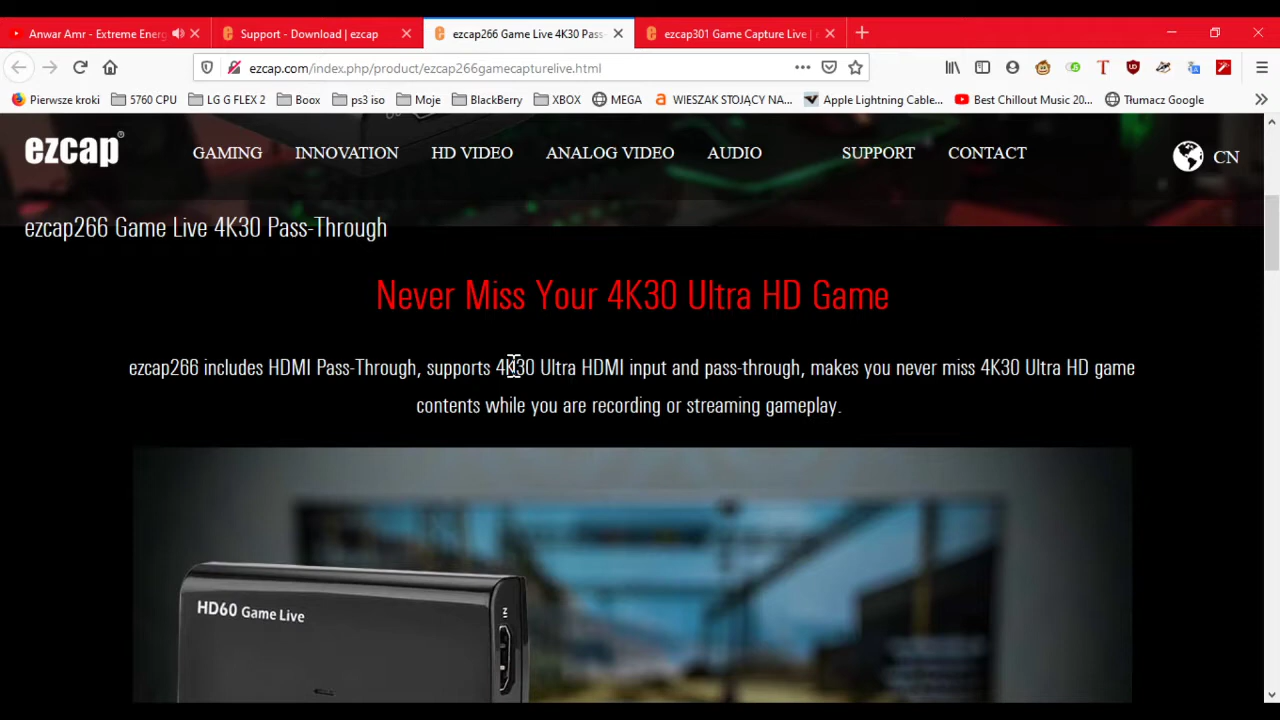 Anwar Amr - Extreme Energ
Support - Download | ezcap
ezcap266 Game Live 4K30 Pass-
ezcap301 Game Capture Live |
ezcap.com/index.php/product/ezcap266gamecapturelive.html
Pierwsze kroki 5760 CPU LG G FLEX 2 Boox ps3 iso Moje BlackBerry XBOX MEGA WIESZAK STOJĄCY NA... Apple Lightning Cable... Best Chillout Music 20... Tłumacz Google
ezcap®
GAMING INNOVATION HD VIDEO ANALOG VIDEO AUDIO SUPPORT CONTACT CN
ezcap266 Game Live 4K30 Pass-Through
Never Miss Your 4K30 Ultra HD Game
ezcap266 includes HDMI Pass-Through, supports 4K30 Ultra HDMI input and pass-through, makes you never miss 4K30 Ultra HD game
contents while you are recording or streaming gameplay.
HD60 Game Live
IN